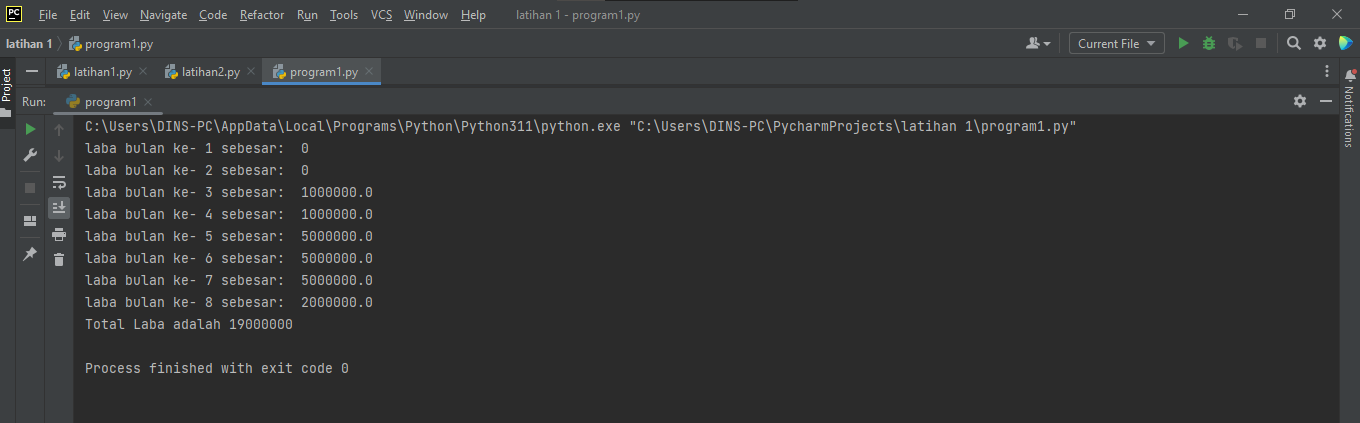 PC File Edit View Navigate Code Refactor Run Tools VCS Window Help latihan 1 - program1.py
latihan 1 program1.py Current File
latihan1.py latihan2.py program1.py
Project
Run: program1
Notifications
C:\Users\DINS-PC\AppData\Local\Programs\Python\Python311\python.exe "C:\Users\DINS-PC\PycharmProjects\latihan 1\program1.py"
laba bulan ke- 1 sebesar:  0
laba bulan ke- 2 sebesar:  0
laba bulan ke- 3 sebesar:  1000000.0
laba bulan ke- 4 sebesar:  1000000.0
laba bulan ke- 5 sebesar:  5000000.0
laba bulan ke- 6 sebesar:  5000000.0
laba bulan ke- 7 sebesar:  5000000.0
laba bulan ke- 8 sebesar:  2000000.0
Total Laba adalah 19000000
Process finished with exit code 0